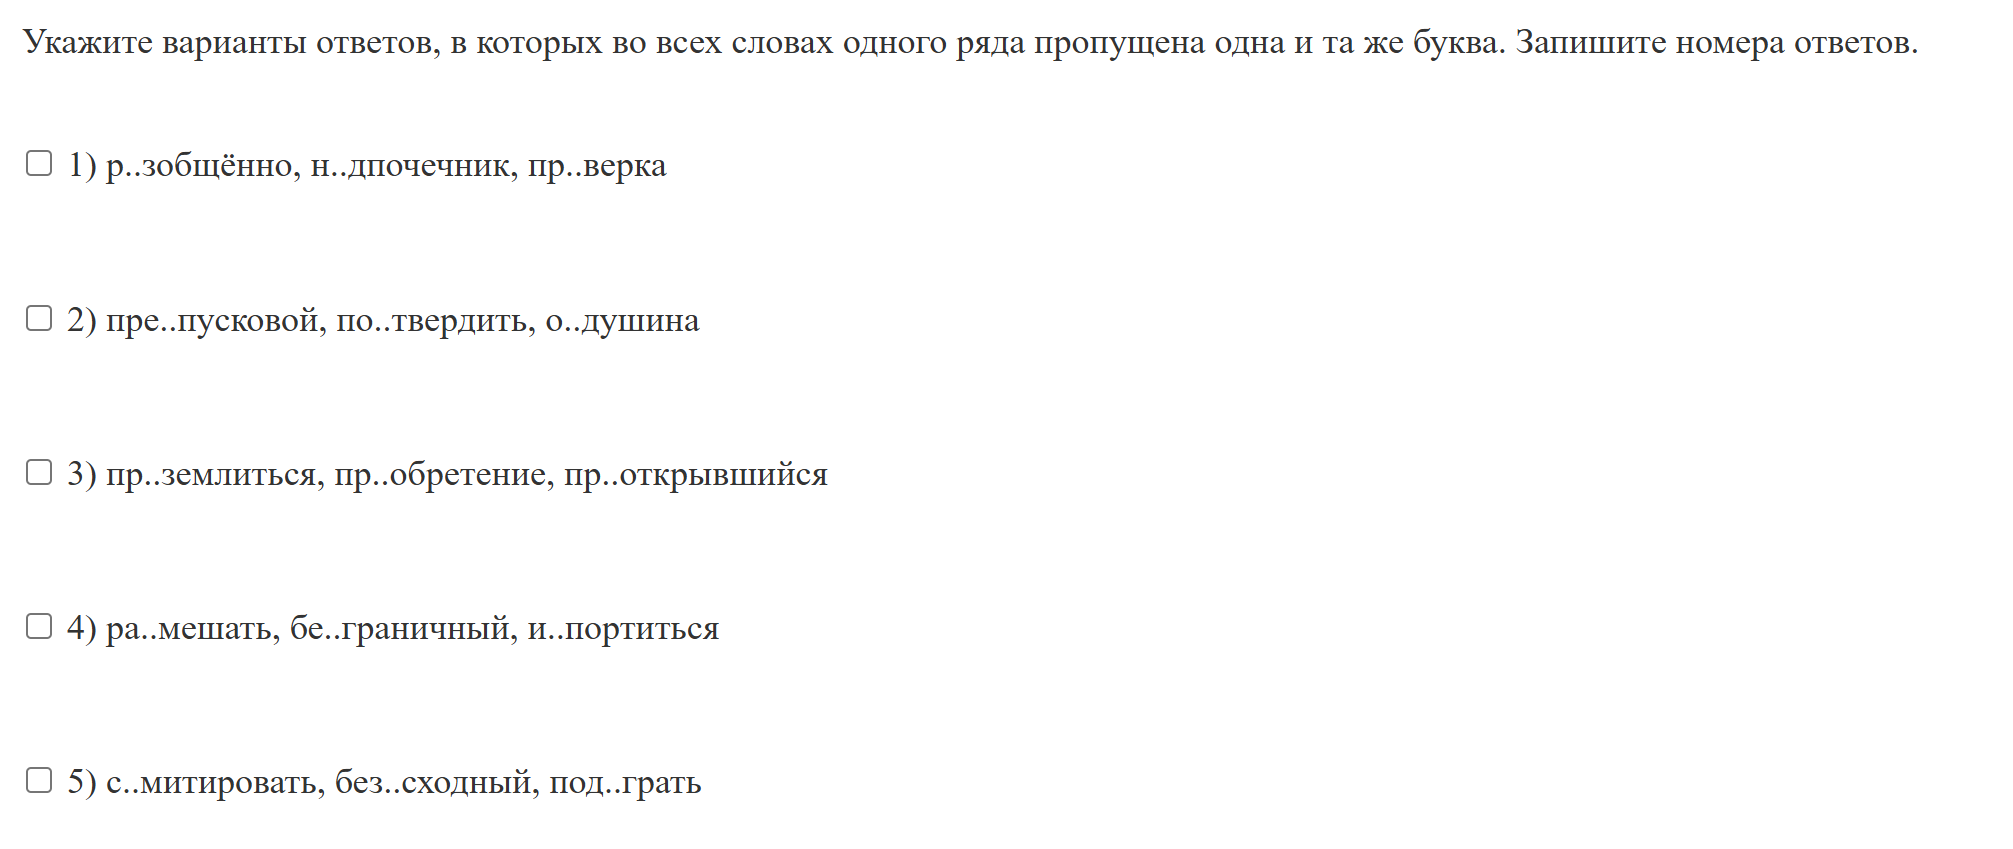 Укажите варианты ответов, в которых во всех словах одного ряда пропущена одна и та же буква. Запишите номера ответов.
1) р..зобщённо, н..дпочечник, пр..верка
2) пре..пусковой, по..твердить, о..душина
3) пр..землиться, пр..обретение, пр..открывшийся
4) ра..мешать, бе..граничный, и..портиться
5) с..митировать, без..сходный, под..грать